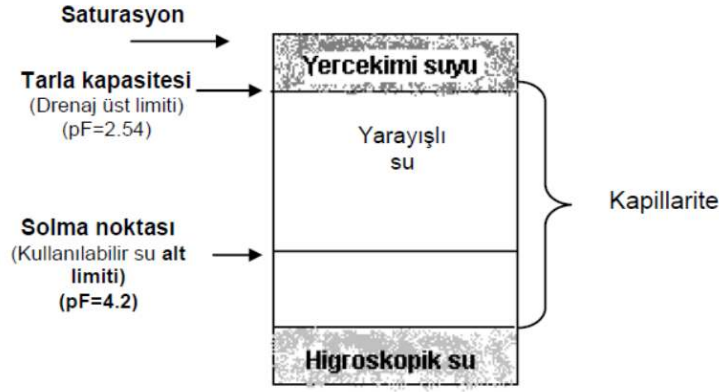 Saturasyon
Yercekimi suyu
Tarla kapasitesi
(Drenaj üst limiti)
(pF=2.54)
Yarayışlı
su
Kapillarite
Solma noktası
(Kullanılabilir su alt
limiti)
(pF=4.2)
Higroskopik su